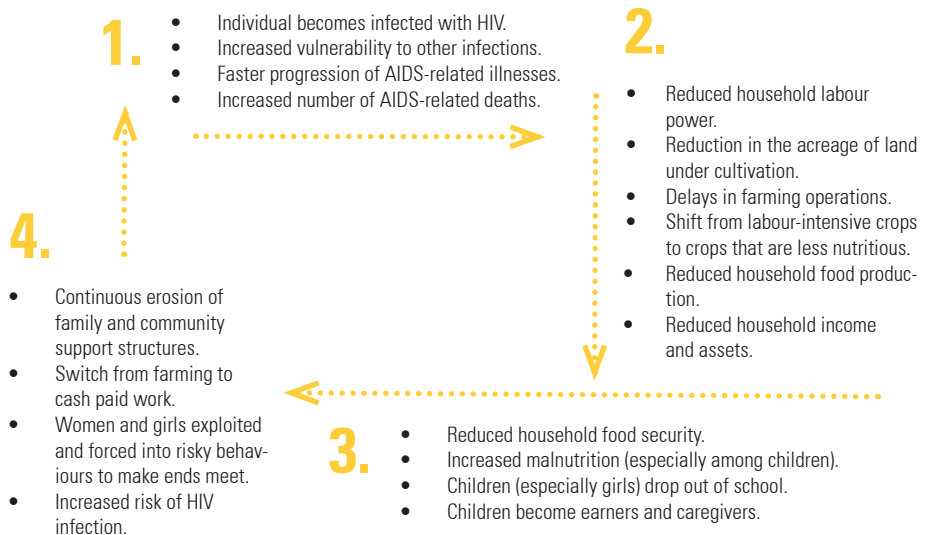 1.
• Individual becomes infected with HIV.
• Increased vulnerability to other infections.
• Faster progression of AIDS-related illnesses.
• Increased number of AIDS-related deaths.
2.
• Reduced household labour
power.
• Reduction in the acreage of land
under cultivation.
• Delays in farming operations.
• Shift from labour-intensive crops
to crops that are less nutritious.
• Reduced household food produc-
tion.
• Reduced household income
and assets.
3.
• Reduced household food security.
• Increased malnutrition (especially among children).
• Children (especially girls) drop out of school.
• Children become earners and caregivers.
4.
• Continuous erosion of
family and community
support structures.
• Switch from farming to
cash paid work.
• Women and girls exploited
and forced into risky behav-
iours to make ends meet.
• Increased risk of HIV
infection.